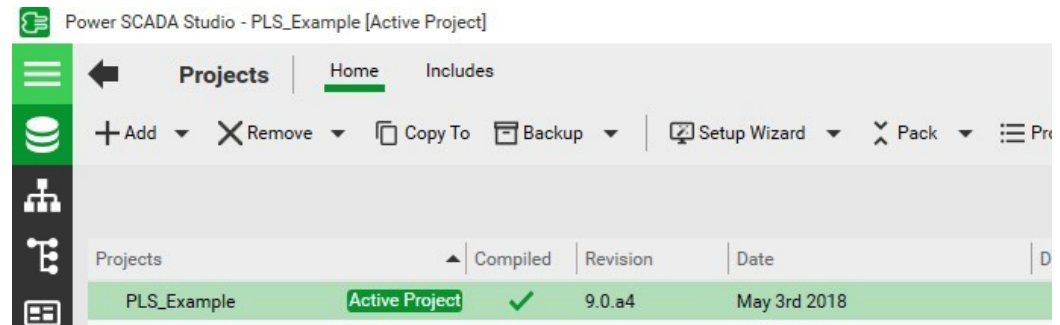 Power SCADA Studio - PLS_Example [Active Project]
Projects Home Includes
Add Remove Copy To Backup Setup Wizard Pack
Projects Compiled Revision Date
PLS_Example Active Project 9.0.a4 May 3rd 2018